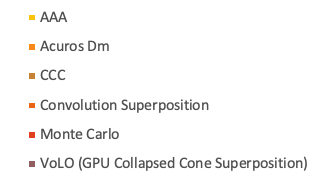 AAA
Acuros Dm
CCC
Convolution Superposition
Monte Carlo
VoLO (GPU Collapsed Cone Superposition)